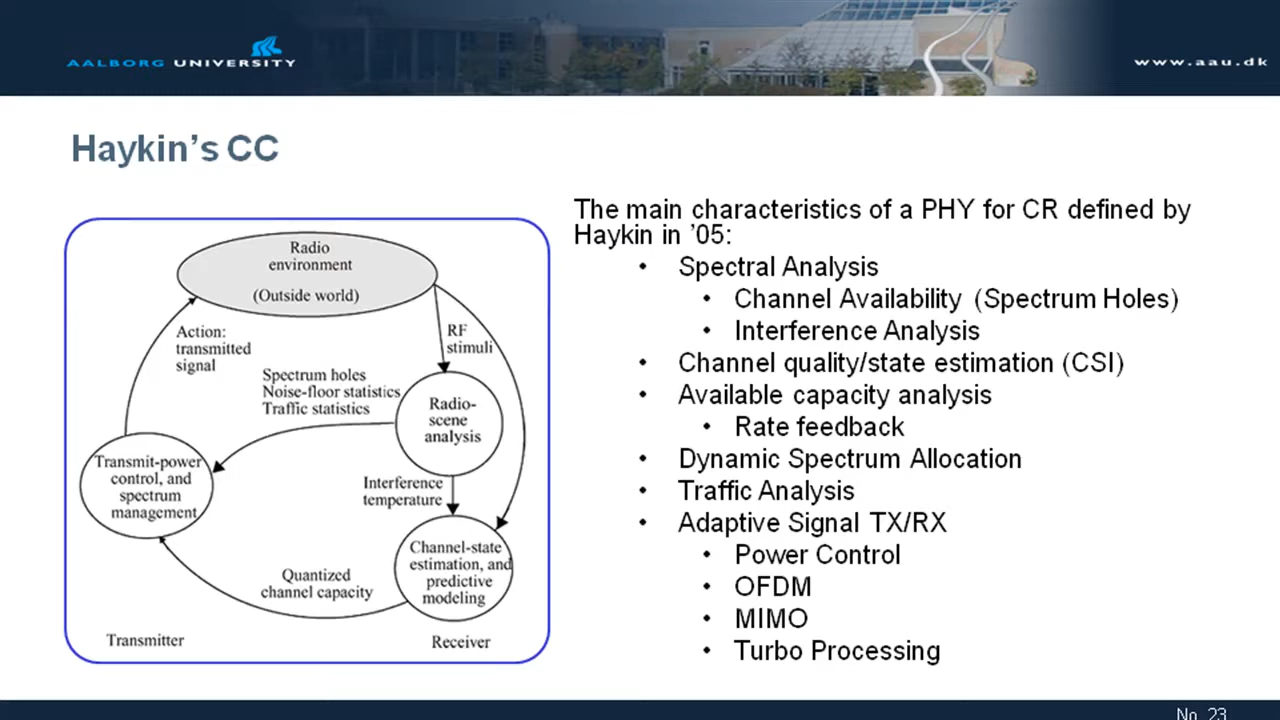 AALBORG UNIVERSITY
www.aau.dk
Haykin's CC
Radio
environment
(Outside world)
Action:
transmitted
signal
RF
stimuli
Spectrum holes
Noise-floor statistics
Traffic statistics
Radio-
scene
analysis
Transmit-power
control, and
spectrum
management
Interference
temperature
Channel-state
estimation, and
predictive
modeling
Quantized
channel capacity
Transmitter
Receiver
The main characteristics of a PHY for CR defined by
Haykin in '05:
• Spectral Analysis
• Channel Availability (Spectrum Holes)
• Interference Analysis
• Channel quality/state estimation (CSI)
• Available capacity analysis
• Rate feedback
• Dynamic Spectrum Allocation
• Traffic Analysis
• Adaptive Signal TX/RX
• Power Control
• OFDM
• MIMO
• Turbo Processing
No. 23